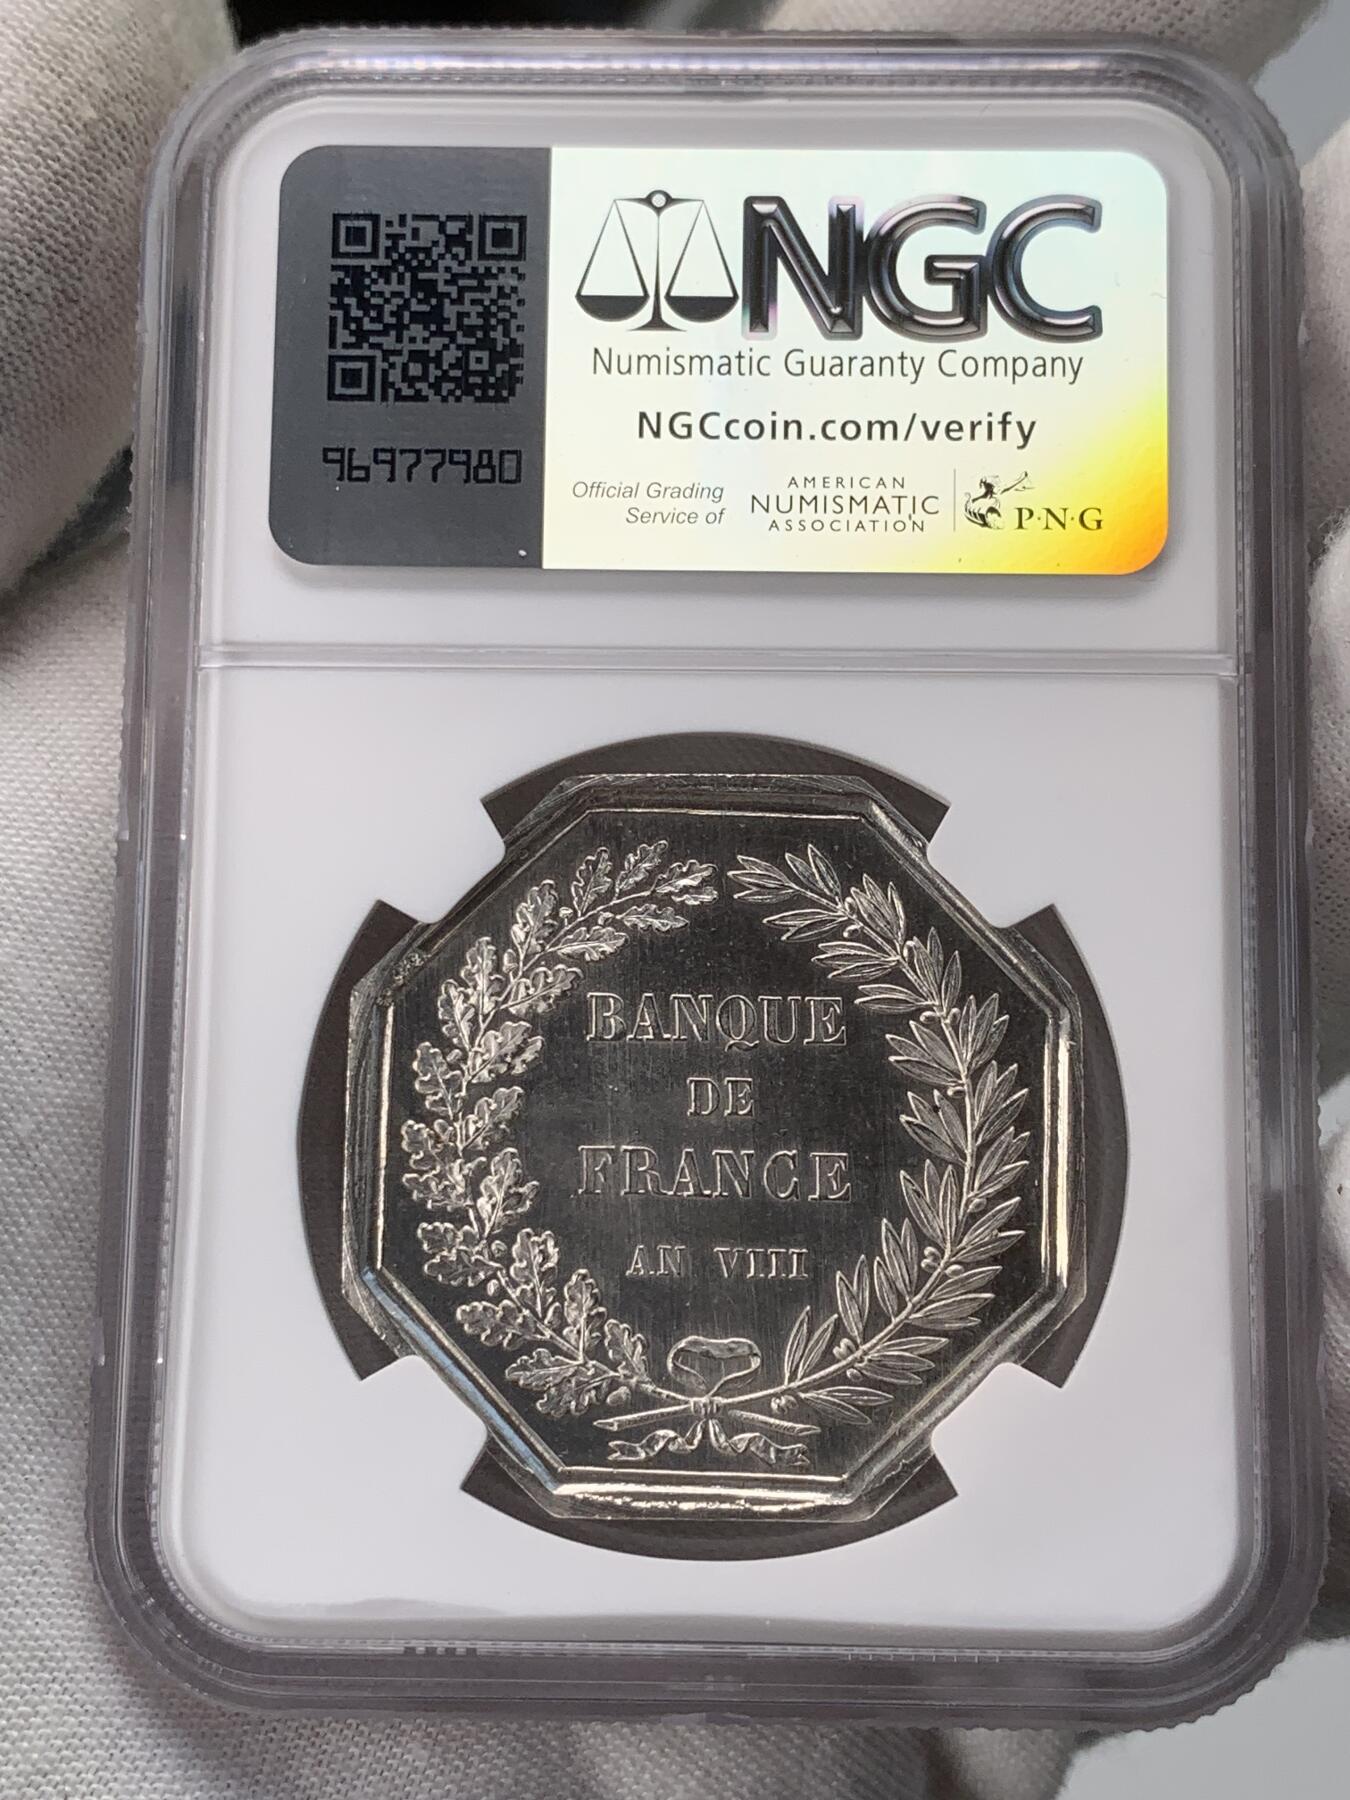 NGC
Numismatic Guaranty Company
NGCcoin.com/verify
96977980
Official Grading
Service of
AMERICAN
NUMISMATIC
ASSOCIATION
P·N·G
BANQUE
DE
FRANCE
AN VIII